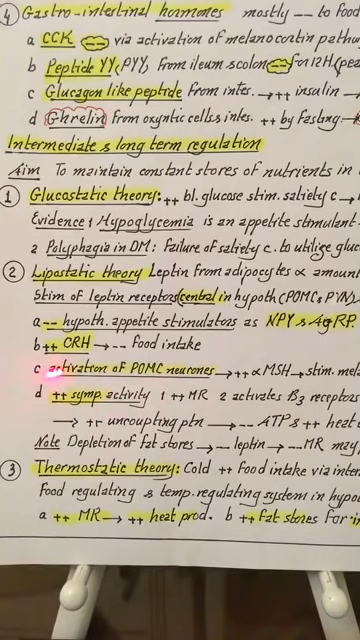 ④ Gastro-intestinal hormones mostly -- to food
a CCK -- via activation of melanocortin pathw
b Peptide YY (PYY) from ileum & colon -- for 12H (pea
c Glucagon like peptide from intes. → ++ insulin
d Ghrelin from oxyntic cells & intes. ++ by fasting →
Intermediate & long term regulation
Aim To maintain constant stores of nutrients in
① Glucostatic theory: ++ bl. glucose stim. satiety c →
Evidence 1 Hypoglycemia is an appetite stimulant
2 Polyphagia in DM: Failure of satiety c. to utilize gluc
② Lipostatic theory Leptin from adipocytes α amount
Stim of leptin receptors (central in hypoth (POMC & PVN)
a -- hypoth. appetite stimulators as NPY & AgRP.
b ++ CRH → -- Food intake
c activation of POMC neurones → ++ αMSH → stim. mela
d ++ symp. activity 1 ++ MR 2 activates B3 receptors
→ ++ uncoupling ptn → -- ATP & ++ heat
Note Depletion of fat stores → -- leptin → -- MR may
③ Thermostatic theory: Cold ++ Food intake via inter
Food regulating & temp. regulating system in hypot
a ++ MR → ++ heat prod. b ++ fat stores for in